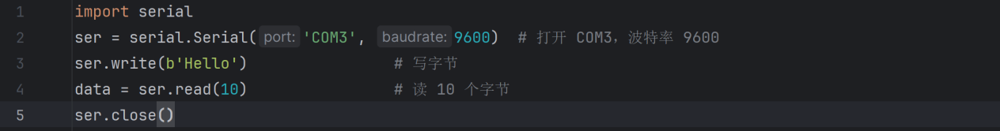 1 import serial
2 ser = serial.Serial( port: 'COM3', baudrate: 9600) # 打开 COM3，波特率 9600
3 ser.write(b'Hello') # 写字节
4 data = ser.read(10) # 读 10 个字节
5 ser.close()